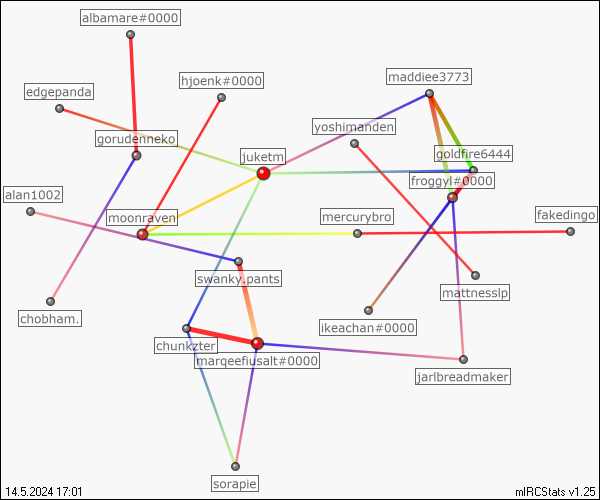 albamare#0000
maddiee3773
hjoenk#0000
edgepanda
yoshimanden
gorudenneko
juketm
goldfire6444
froggyl#0000
alan1002
moonraven
mercurybro
fakedingo
swanky.pants
mattnesslp
chobham.
ikeachan#0000
chunkzter
marqeefiusalt#0000
jarlbreadmaker
sorapie
14.5.2024 17:01
mIRCStats v1.25